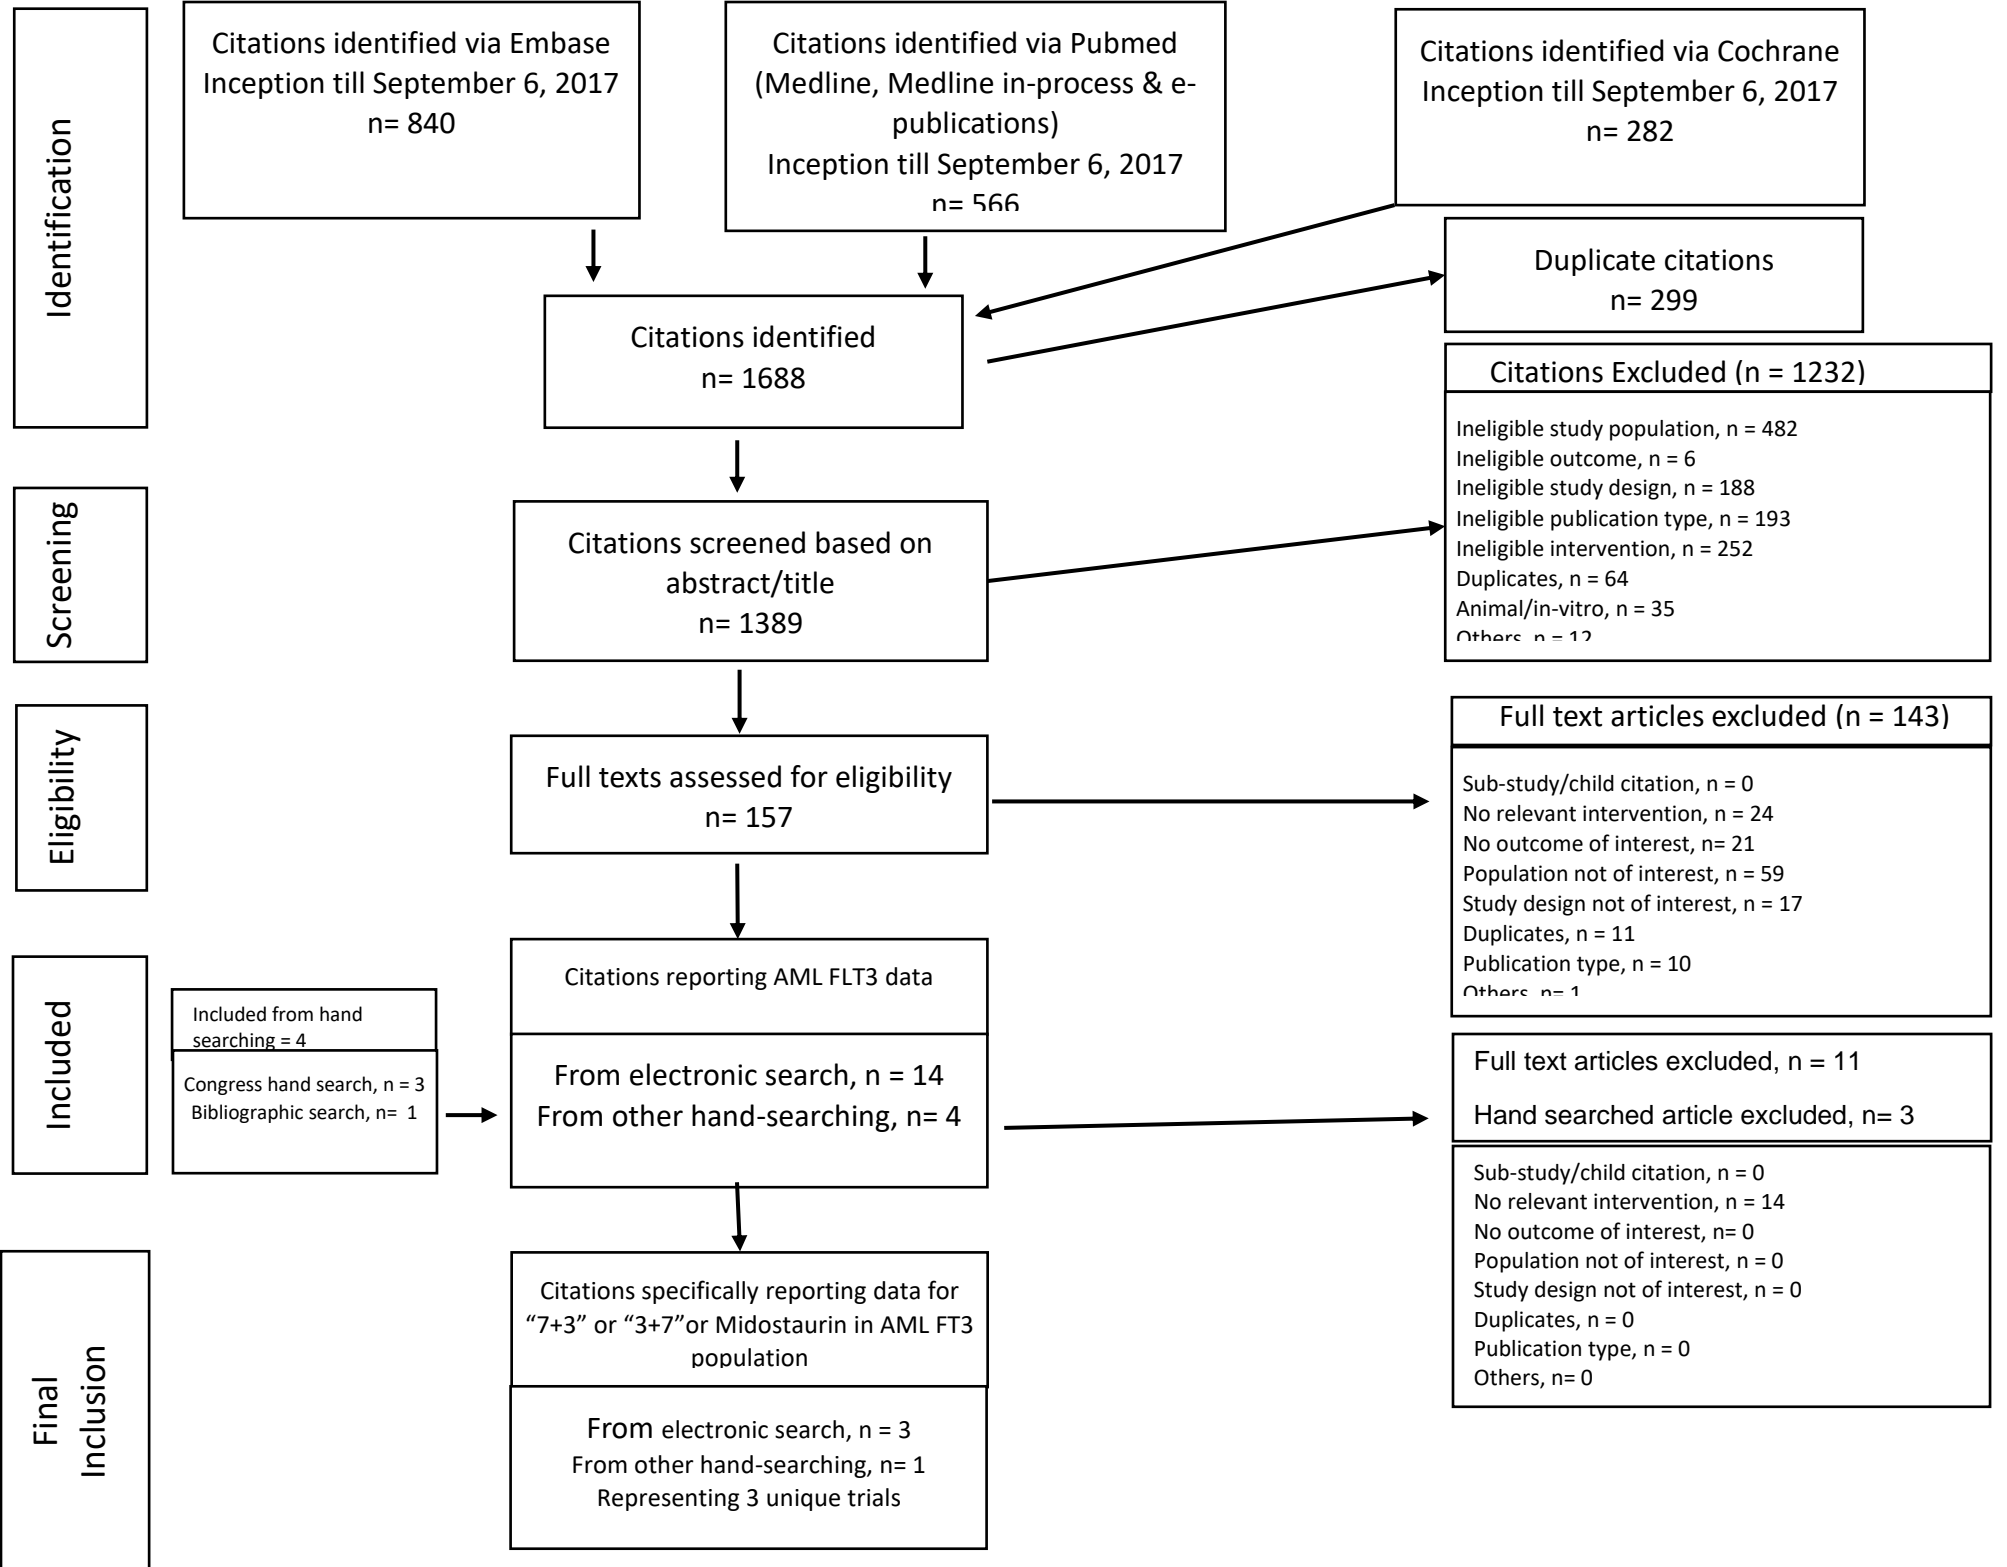 Identification
Citations identified via Embase
Inception till September 6, 2017
n= 840
Citations identified via Pubmed
(Medline, Medline in-process & e-
publications)
Inception till September 6, 2017
n= 566
Citations identified via Cochrane
Inception till September 6, 2017
n= 282
Duplicate citations
n= 299
Citations identified
n= 1688
Citations Excluded (n = 1232)
Ineligible study population, n = 482
Ineligible outcome, n = 6
Ineligible study design, n = 188
Ineligible publication type, n = 193
Ineligible intervention, n = 252
Duplicates, n = 64
Animal/in-vitro, n = 35
Others, n = 12
Screening
Citations screened based on
abstract/title
n= 1389
Eligibility
Full texts assessed for eligibility
n= 157
Full text articles excluded (n = 143)
Sub-study/child citation, n = 0
No relevant intervention, n = 24
No outcome of interest, n= 21
Population not of interest, n = 59
Study design not of interest, n = 17
Duplicates, n = 11
Publication type, n = 10
Others, n= 1
Included
Included from hand
searching = 4
Congress hand search, n = 3
Bibliographic search, n= 1
Citations reporting AML FLT3 data
From electronic search, n = 14
From other hand-searching, n= 4
Full text articles excluded, n = 11
Hand searched article excluded, n= 3
Sub-study/child citation, n = 0
No relevant intervention, n = 14
No outcome of interest, n= 0
Population not of interest, n = 0
Study design not of interest, n = 0
Duplicates, n = 0
Publication type, n = 0
Others, n= 0
Final
Inclusion
Citations specifically reporting data for
“7+3” or “3+7”or Midostaurin in AML FT3
population
From electronic search, n = 3
From other hand-searching, n= 1
Representing 3 unique trials